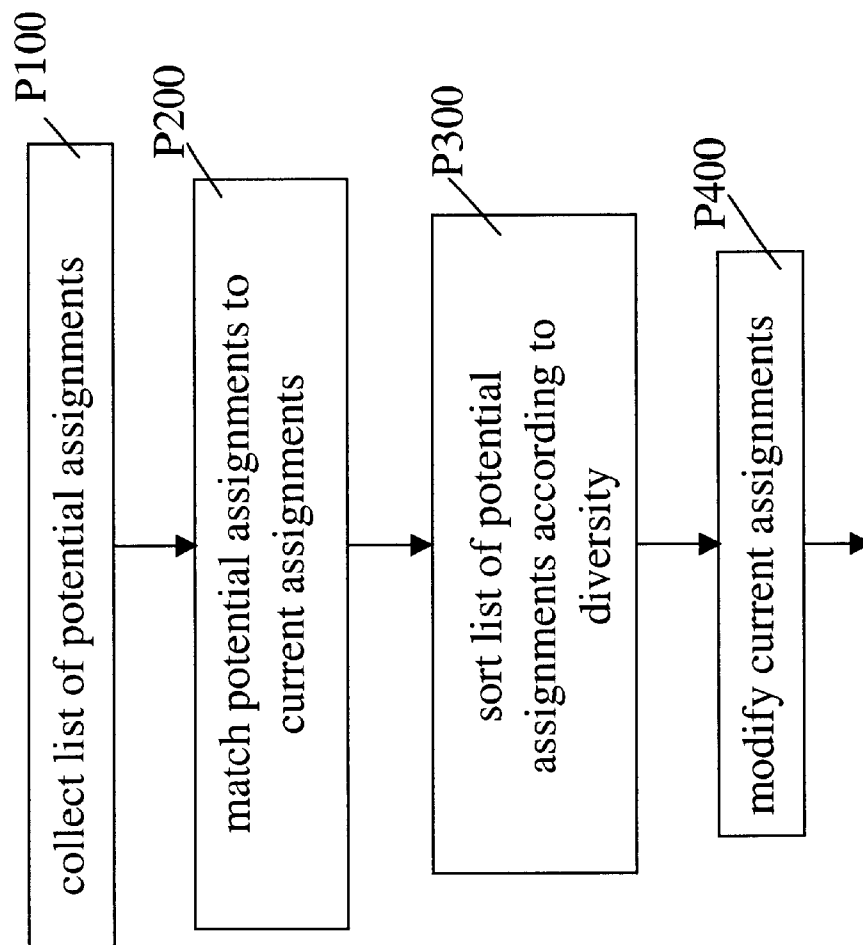 P100
collect list of potential assignments
P200
match potential assignments to
current assignments
P300
sort list of potential
assignments according to
diversity
P400
modify current assignments